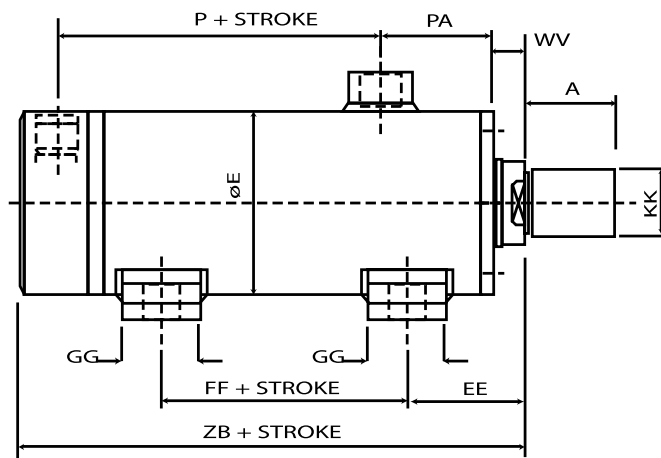 P + STROKE
PA
WV
A
øE
KK
GG
GG
FF + STROKE
EE
ZB + STROKE